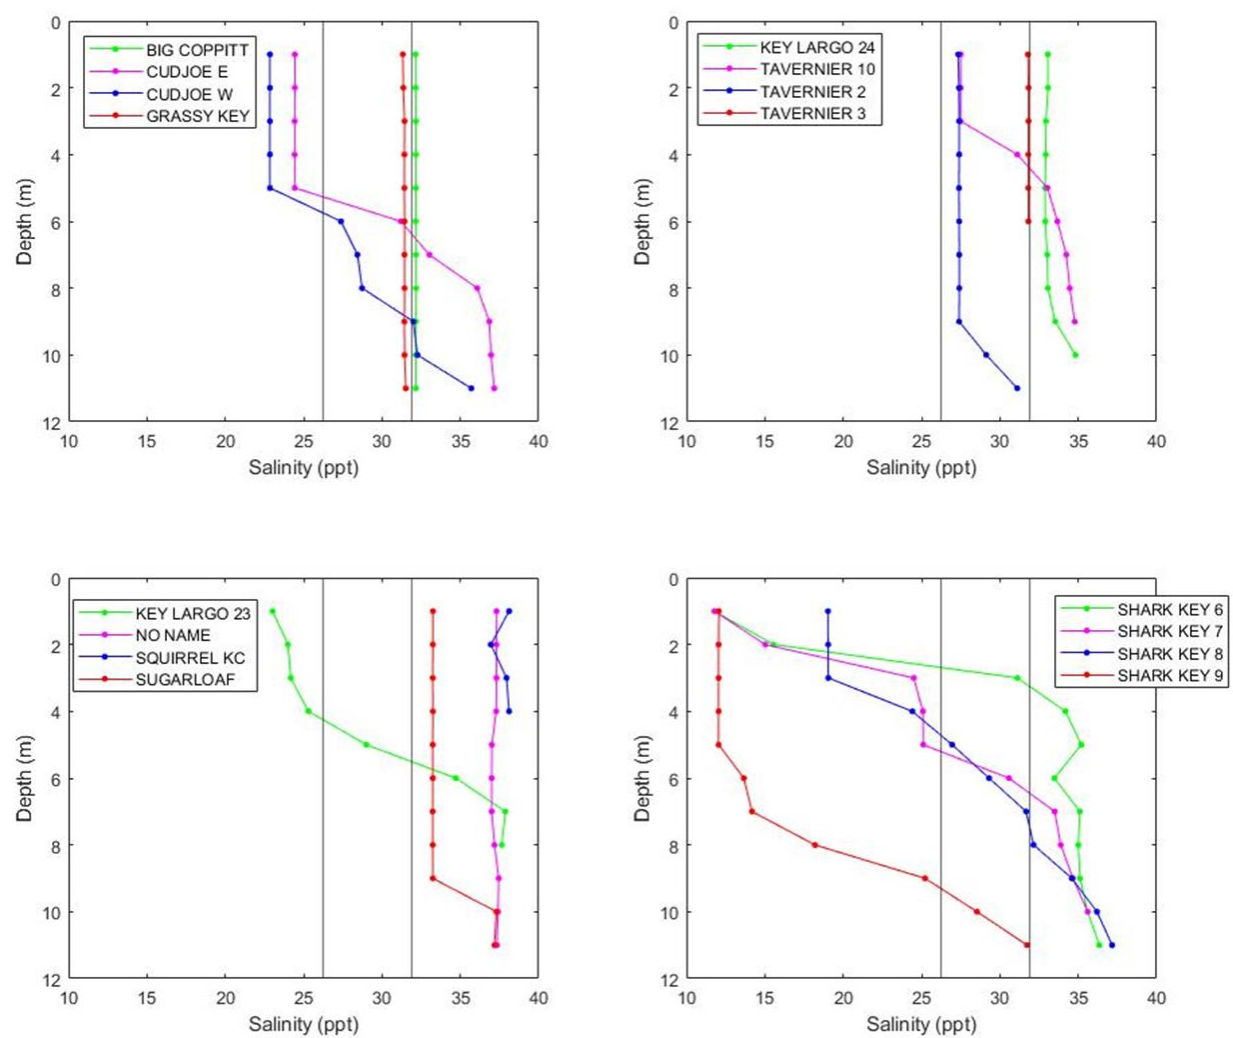 0
2
4
6
8
10
12
Depth (m)
BIG COPPITT
CUDJOE E
CUDJOE W
GRASSY KEY
10 15 20 25 30 35 40
Salinity (ppt)
0
2
4
6
8
10
12
Depth (m)
KEY LARGO 24
TAVERNIER 10
TAVERNIER 2
TAVERNIER 3
10 15 20 25 30 35 40
Salinity (ppt)
0
2
4
6
8
10
12
Depth (m)
KEY LARGO 23
NO NAME
SQUIRREL KC
SUGARLOAF
10 15 20 25 30 35 40
Salinity (ppt)
0
2
4
6
8
10
12
Depth (m)
SHARK KEY 6
SHARK KEY 7
SHARK KEY 8
SHARK KEY 9
10 15 20 25 30 35 40
Salinity (ppt)